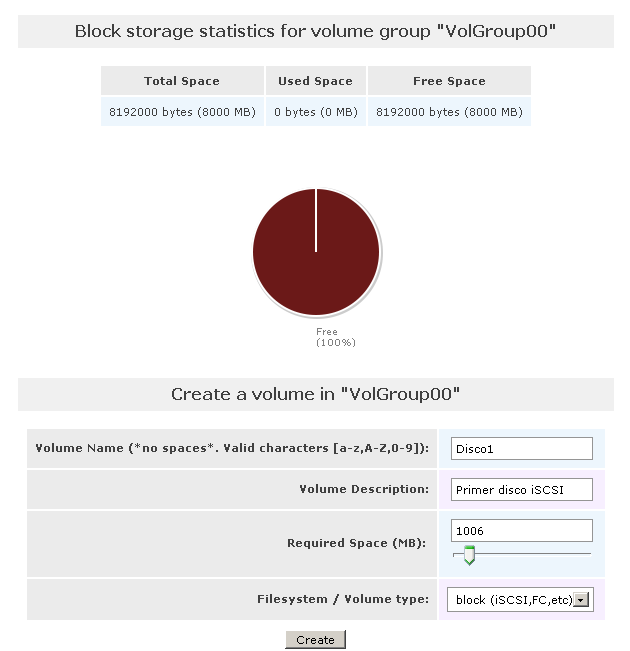 Block storage statistics for volume group "VolGroup00"
Total Space Used Space Free Space
8192000 bytes (8000 MB) 0 bytes (0 MB) 8192000 bytes (8000 MB)
Free
(100%)
Create a volume in "VolGroup00"
Volume Name (*no spaces*. Valid characters [a-z,A-Z,0-9]): Disco1
Volume Description: Primer disco iSCSI
Required Space (MB): 1006
Filesystem / Volume type: block (iSCSI,FC,etc)
Create